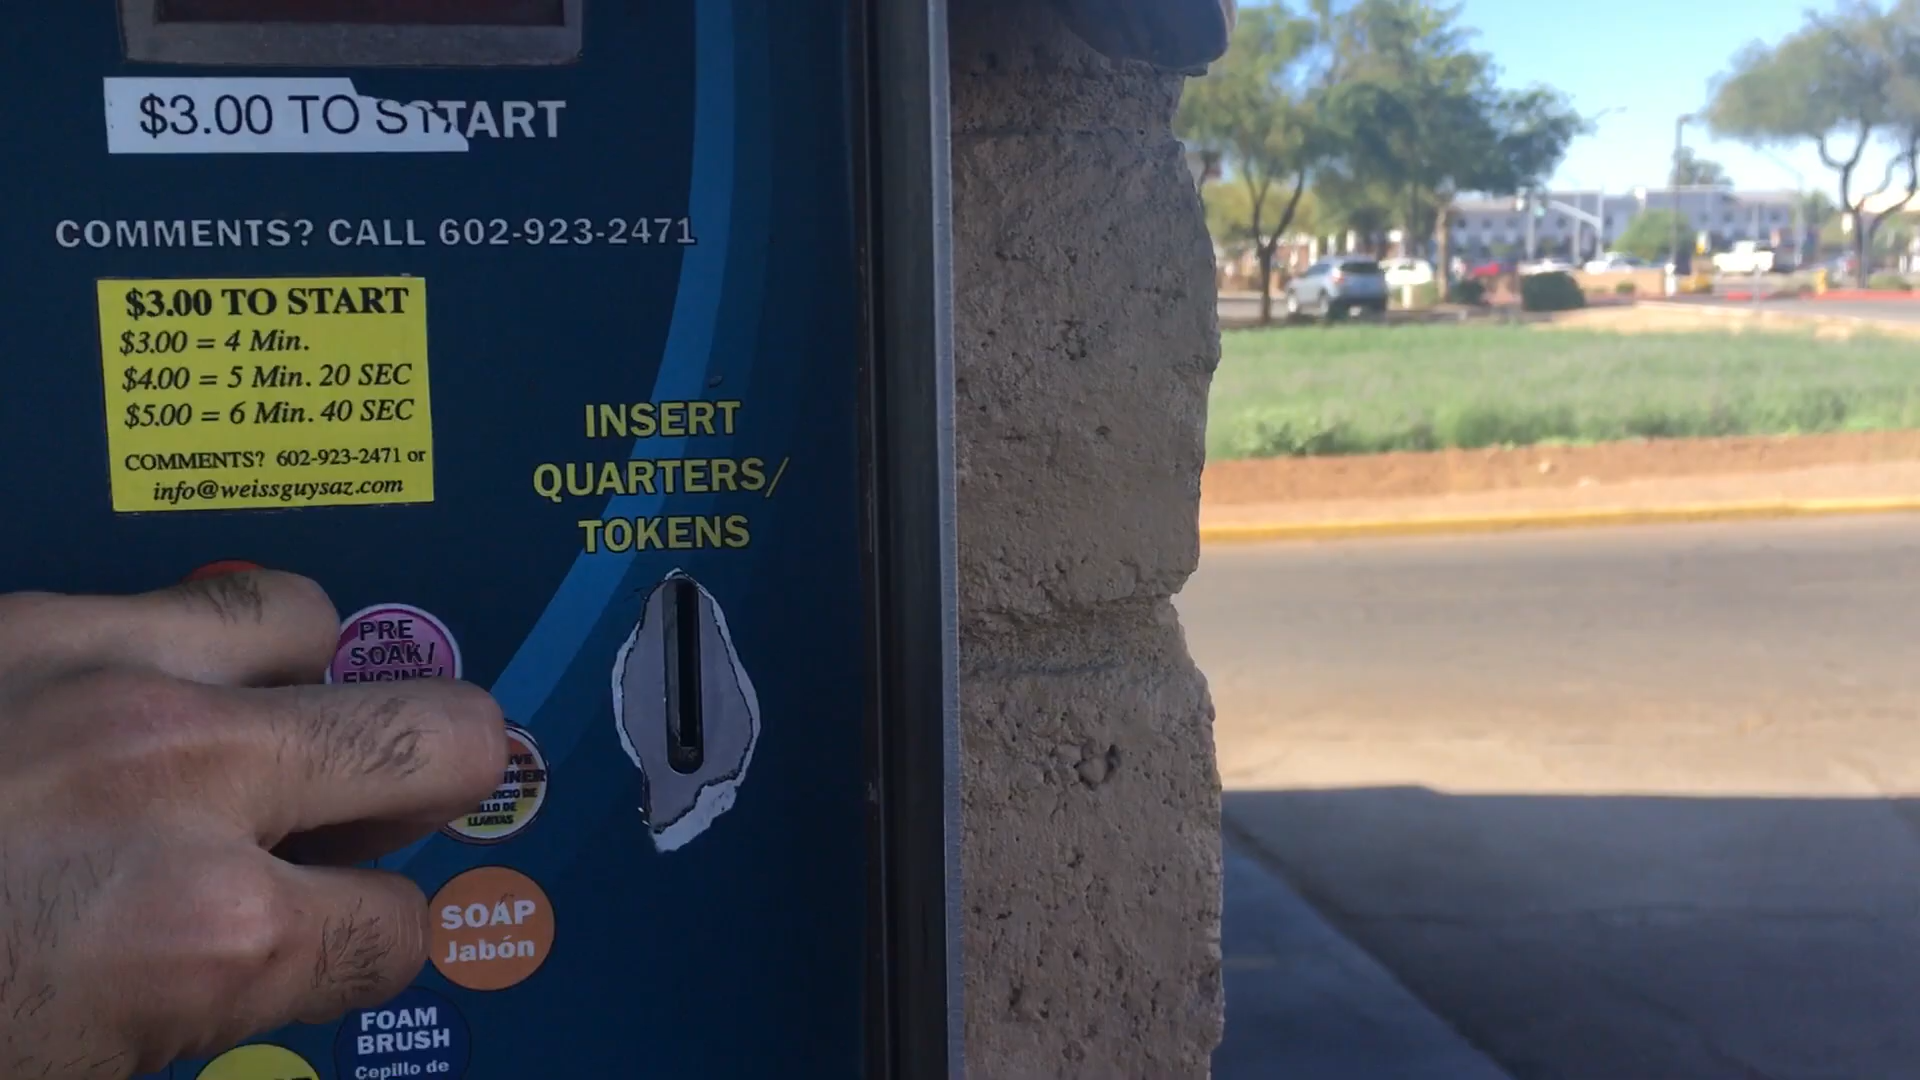 $3.00 TO START
COMMENTS? CALL 602-923-2471
$3.00 TO START
$3.00 = 4 Min.
$4.00 = 5 Min. 20 SEC
$5.00 = 6 Min. 40 SEC
COMMENTS? 602-923-2471 or
info@weissguysaz.com
INSERT
QUARTERS/
TOKENS
PRE
SOAK/
ENGINE/
LLANTAS
SOAP
Jabón
FOAM
BRUSH
Cepillo de